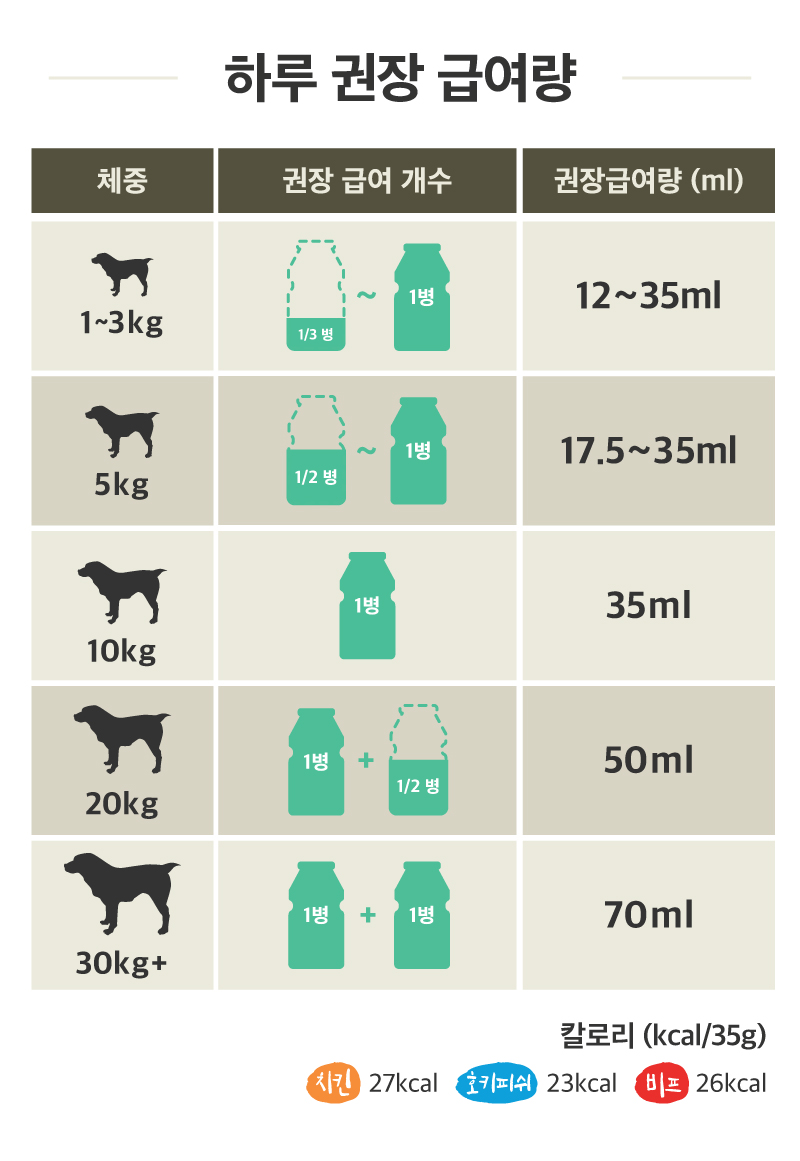 하루 권장 급여량
체중 권장 급여 개수 권장급여량 (ml)
1~3kg 1/3 병 ~ 1병 12~35ml
5kg 1/2 병 ~ 1병 17.5~35ml
10kg 1병 35ml
20kg 1병 + 1/2 병 50ml
30kg+ 1병 + 1병 70ml
칼로리 (kcal/35g)
치킨 27kcal 호키피쉬 23kcal 비프 26kcal